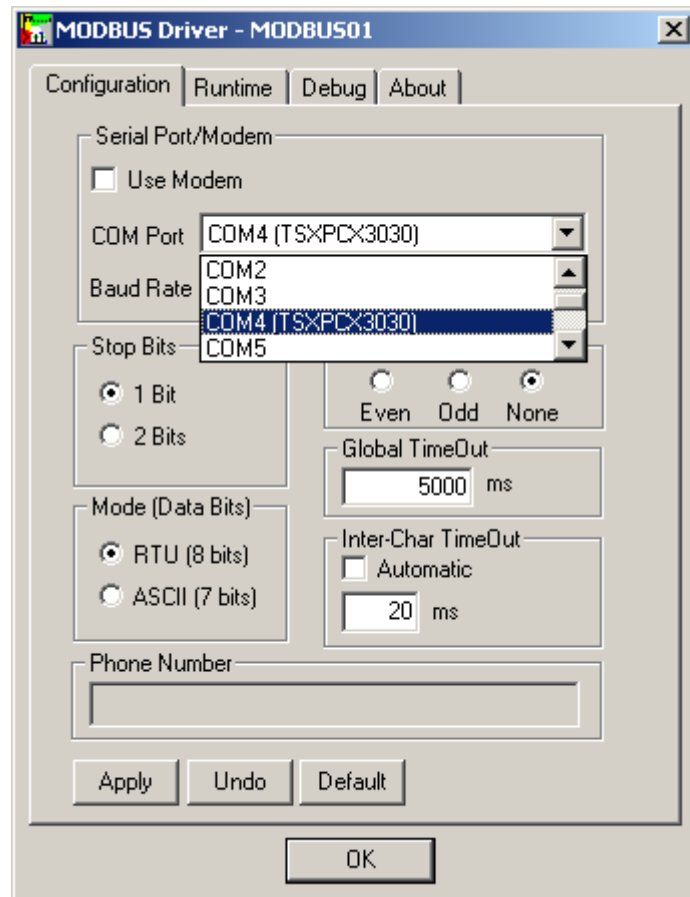 MODBUS Driver - MODBUS01
Configuration Runtime Debug About
Serial Port/Modem
Use Modem
COM Port COM4 (TSXPCX3030)
COM2
Baud Rate COM3
COM4 (TSXPCX3030)
COM5
Stop Bits
1 Bit
2 Bits
Even Odd None
Global TimeOut
5000 ms
Mode (Data Bits)
RTU (8 bits)
ASCII (7 bits)
Inter-Char TimeOut
Automatic
20 ms
Phone Number
Apply Undo Default
OK